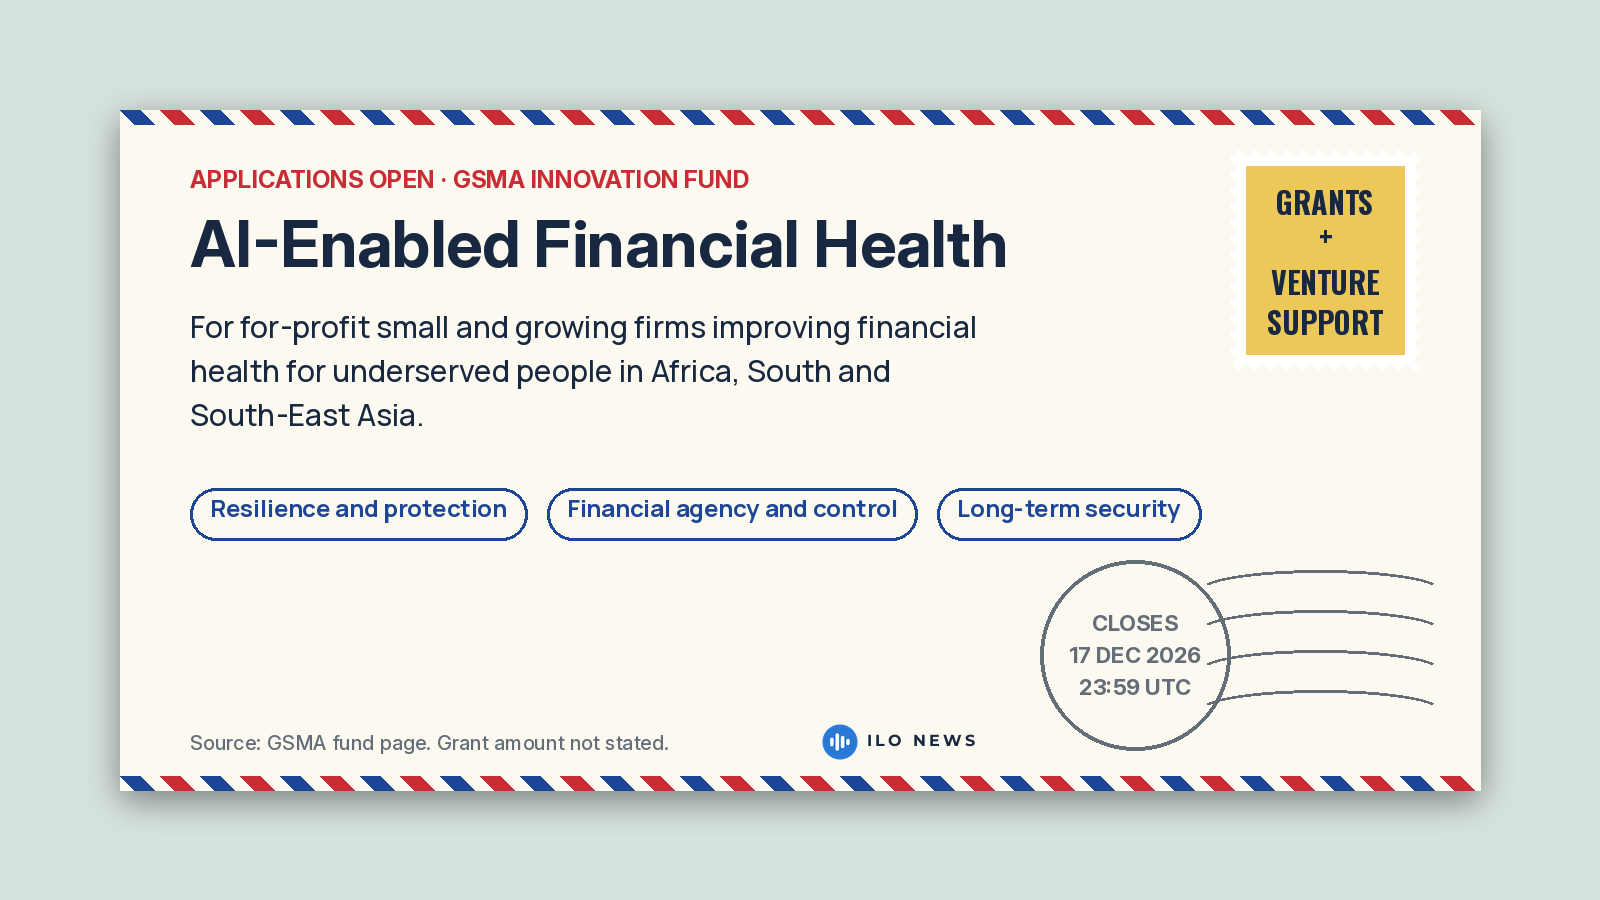 APPLICATIONS OPEN · GSMA INNOVATION FUND
AI-Enabled Financial Health
For for-profit small and growing firms improving financial
health for underserved people in Africa, South and
South-East Asia.
GRANTS
+
VENTURE
SUPPORT
Resilience and protection
Financial agency and control
Long-term security
CLOSES
17 DEC 2026
23:59 UTC
Source: GSMA fund page. Grant amount not stated.
ILO NEWS